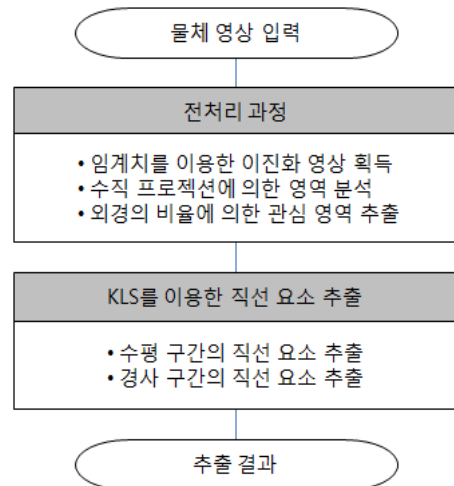 물체 영상 입력
전처리 과정
• 임계치를 이용한 이진화 영상 획득
• 수직 프로젝션에 의한 영역 분석
• 외경의 비율에 의한 관심 영역 추출
KLS를 이용한 직선 요소 추출
• 수평 구간의 직선 요소 추출
• 경사 구간의 직선 요소 추출
추출 결과